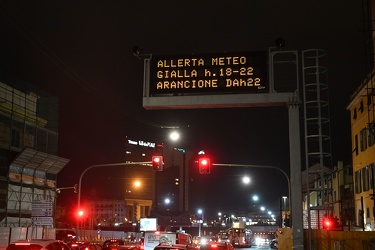 ALLERTA METEO
GIALLA h.18-22
ARANCIONE DAh22